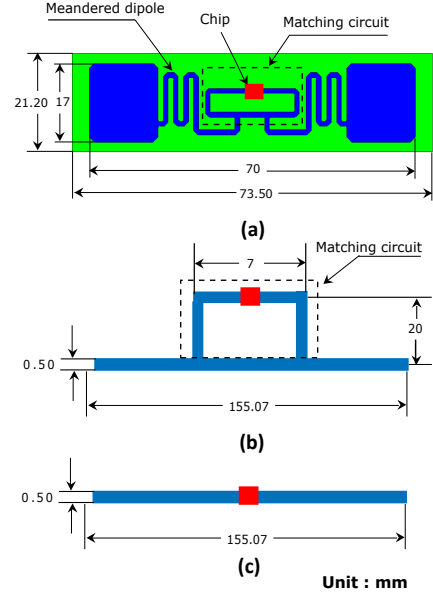 Meandered dipole
Chip
Matching circuit
21.20
17
70
73.50
(a)
Matching circuit
7
20
0.50
155.07
(b)
0.50
155.07
(c)
Unit : mm